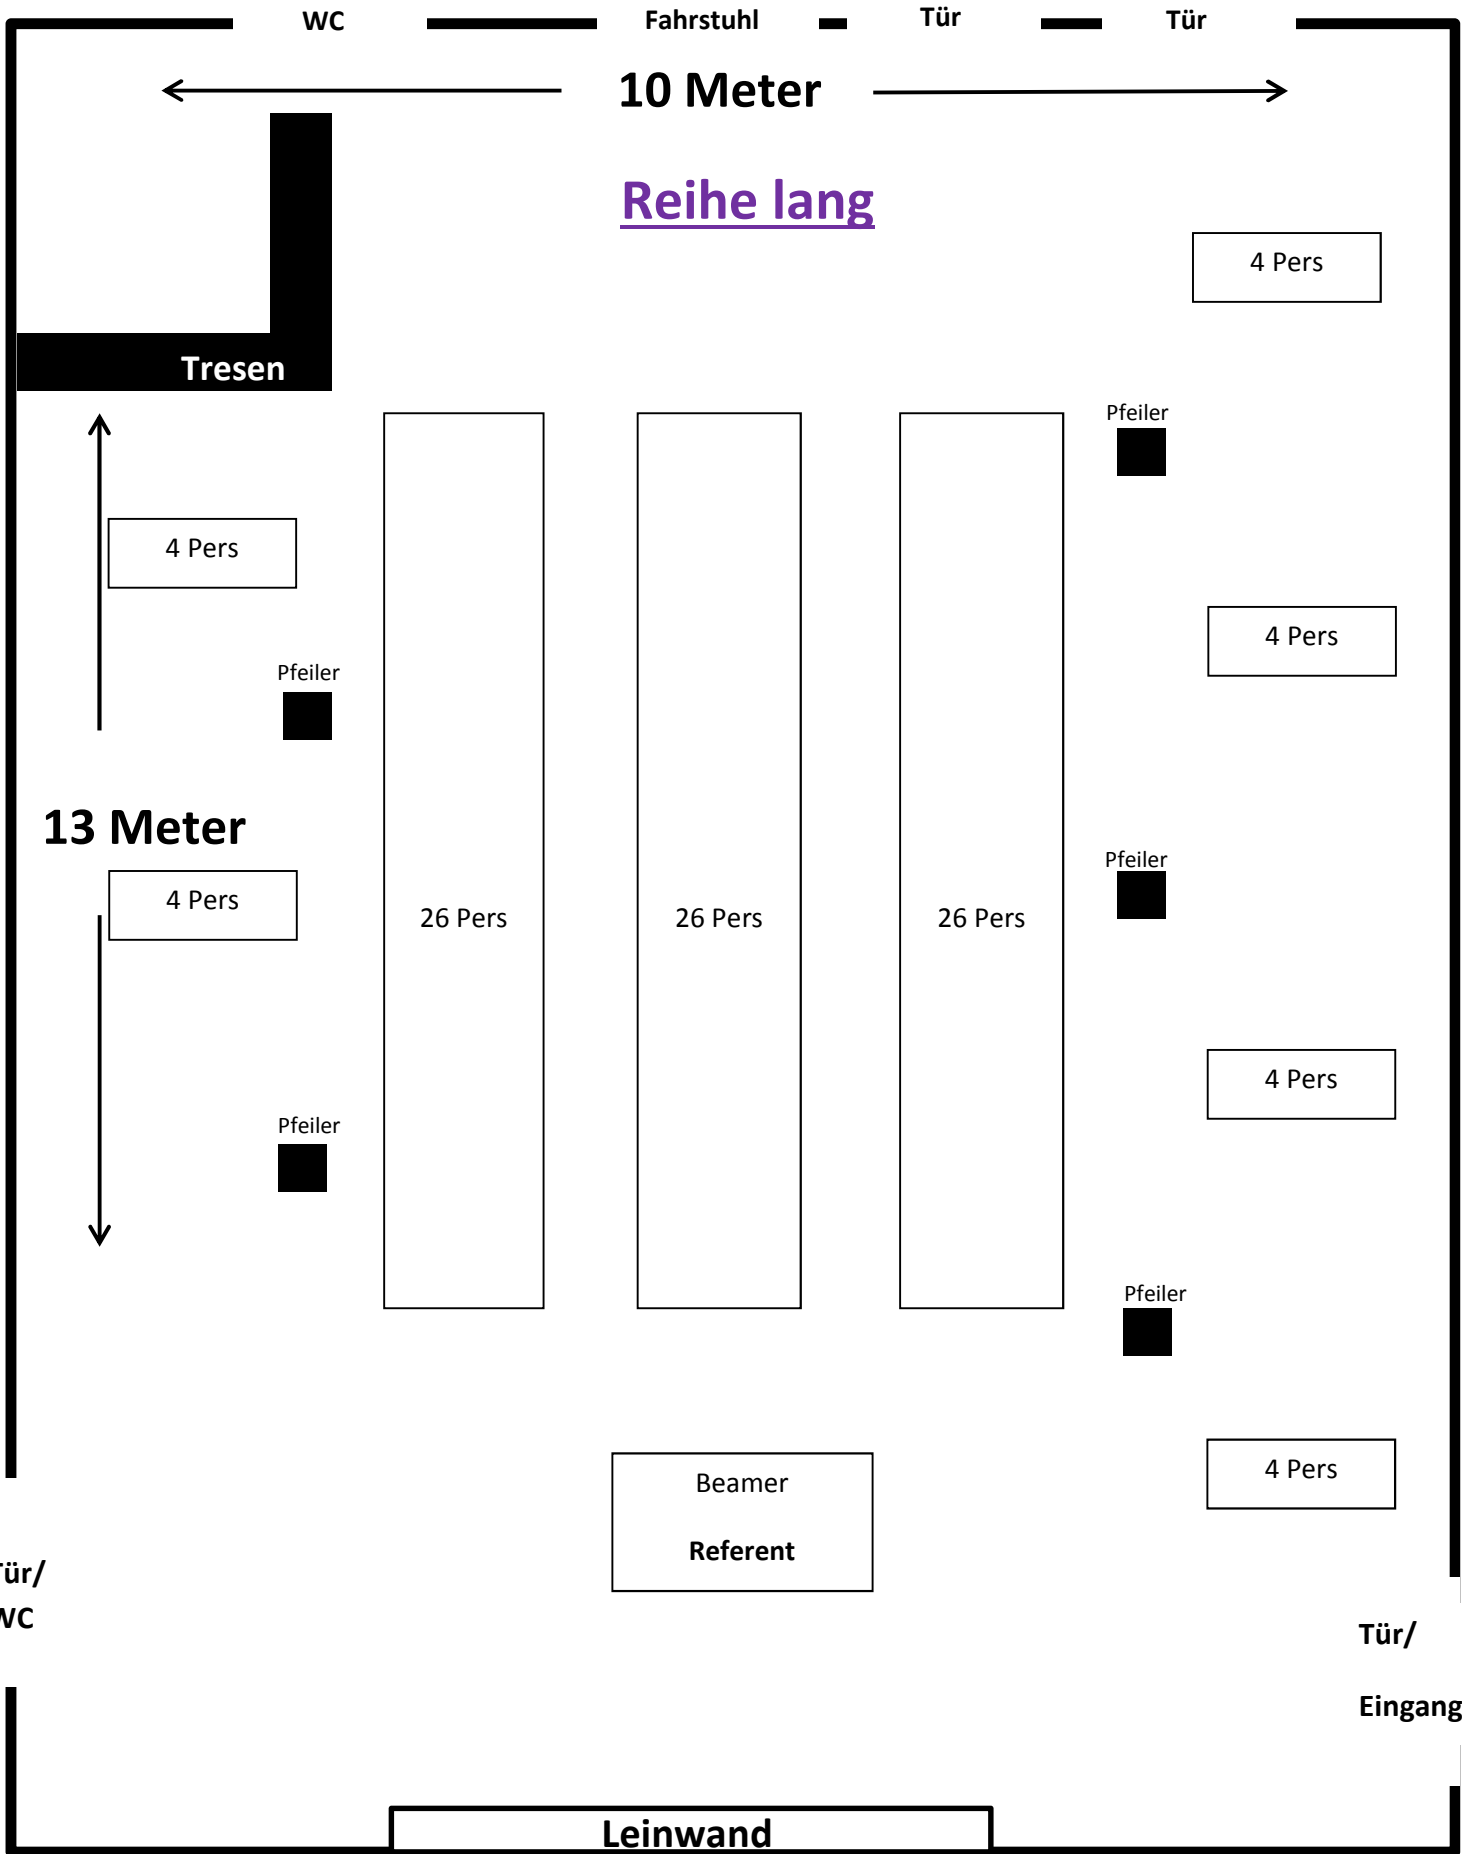 WC
Fahrstuhl
Tür
Tür
10 Meter
Reihe lang
4 Pers
Tresen
Pfeiler
4 Pers
4 Pers
Pfeiler
13 Meter
Pfeiler
4 Pers
26 Pers
26 Pers
26 Pers
4 Pers
Pfeiler
Pfeiler
4 Pers
Beamer
Referent
Tür/
WC
Tür/
Eingang
Leinwand